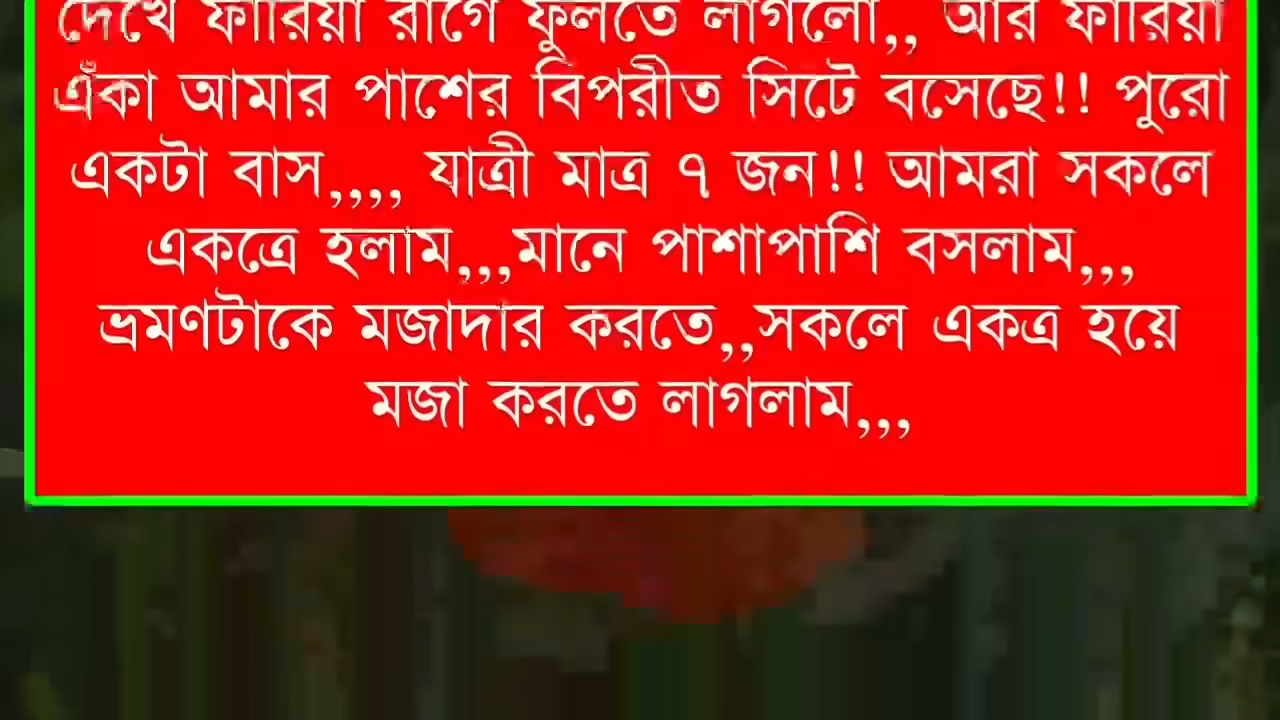 দেখে ফারিয়া রাগে ফুলতে লাগলো,, আর ফারিয়া
এঁকা আমার পাশের বিপরীত সিটে বসেছে!! পুরো
একটা বাস,,,, যাত্রী মাত্র ৭ জন!! আমরা সকলে
একত্রে হলাম,,,মানে পাশাপাশি বসলাম,,,
ভ্রমণটাকে মজাদার করতে,,সকলে একত্র হয়ে
মজা করতে লাগলাম,,,